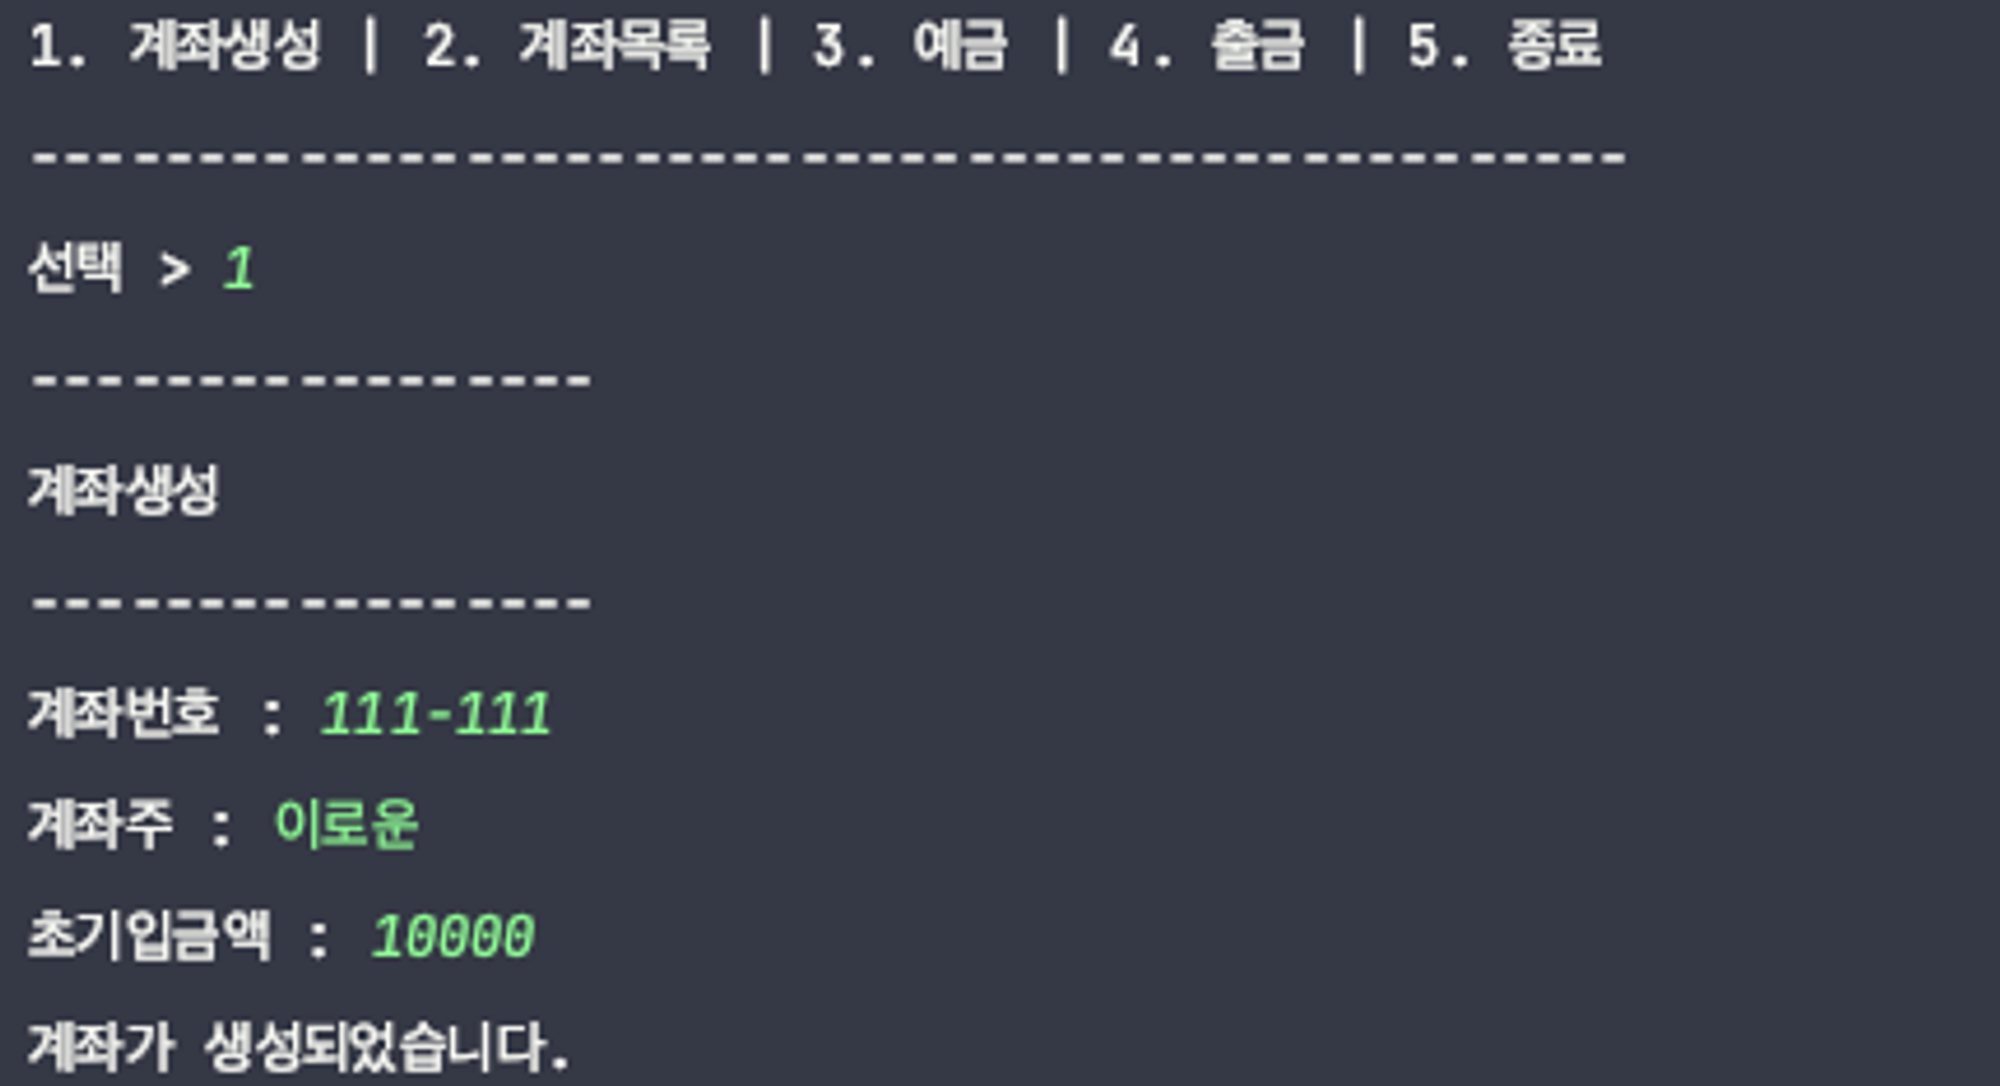 1. 계좌생성 | 2. 계좌목록 | 3. 예금 | 4. 출금 | 5. 종료
------------------------------------------------
선택 > 1
-----------------
계좌생성
-----------------
계좌번호 : 111-111
계좌주 : 이로운
초기입금액 : 10000
계좌가 생성되었습니다.